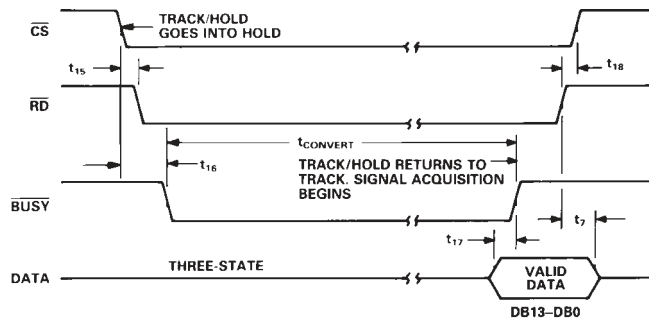 CS
TRACK/HOLD
GOES INTO HOLD
t15
t18
RD
tCONVERT
t16
TRACK/HOLD RETURNS TO
TRACK. SIGNAL ACQUISITION
BEGINS
BUSY
t17
t7
DATA
THREE-STATE
VALID
DATA
DB13–DB0